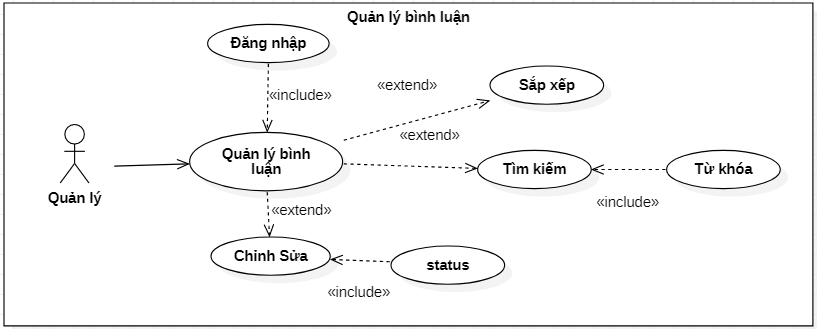 Quản lý bình luận
Đăng nhập
«include»
«extend»
Sắp xếp
«extend»
Quản lý bình
luận
Tìm kiếm
Từ khóa
Quản lý
«include»
«extend»
Chỉnh Sửa
status
«include»